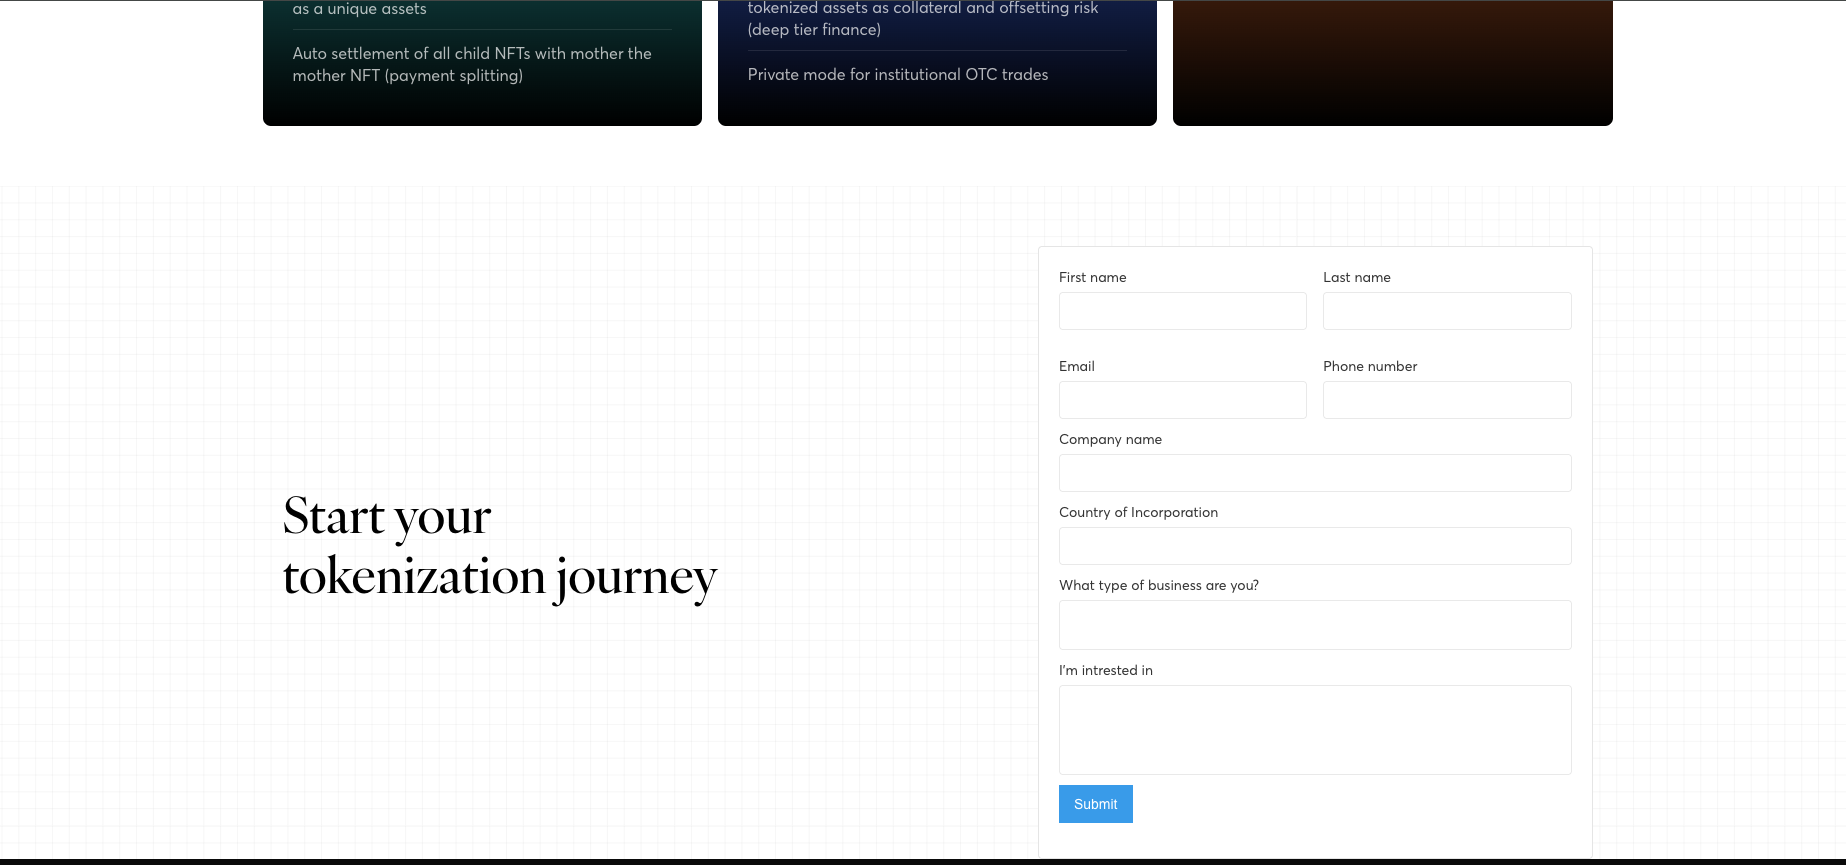 as a unique assets
Auto settlement of all child NFTs with mother the
mother NFT (payment splitting)
tokenized assets as collateral and offsetting risk
(deep tier finance)
Private mode for institutional OTC trades
Start your
tokenization journey
First name
Last name
Email
Phone number
Company name
Country of Incorporation
What type of business are you?
I'm intrested in
Submit